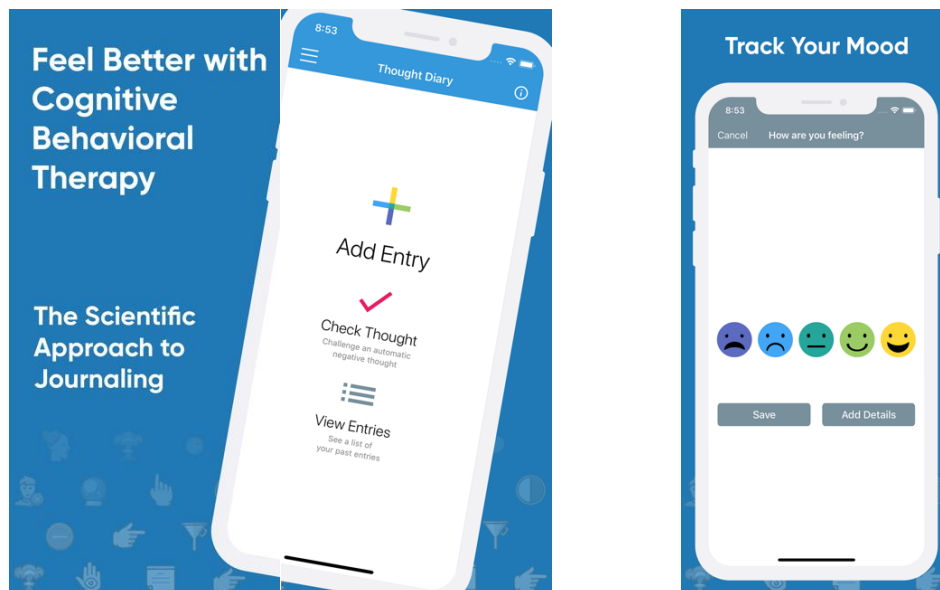 Feel Better with
Cognitive
Behavioral
Therapy
The Scientific
Approach to
Journaling
8:53
Thought Diary
Add Entry
Check Thought
Challenge an automatic
negative thought
View Entries
See a list of
your past entries
Track Your Mood
8:53
Cancel How are you feeling?
Save Add Details